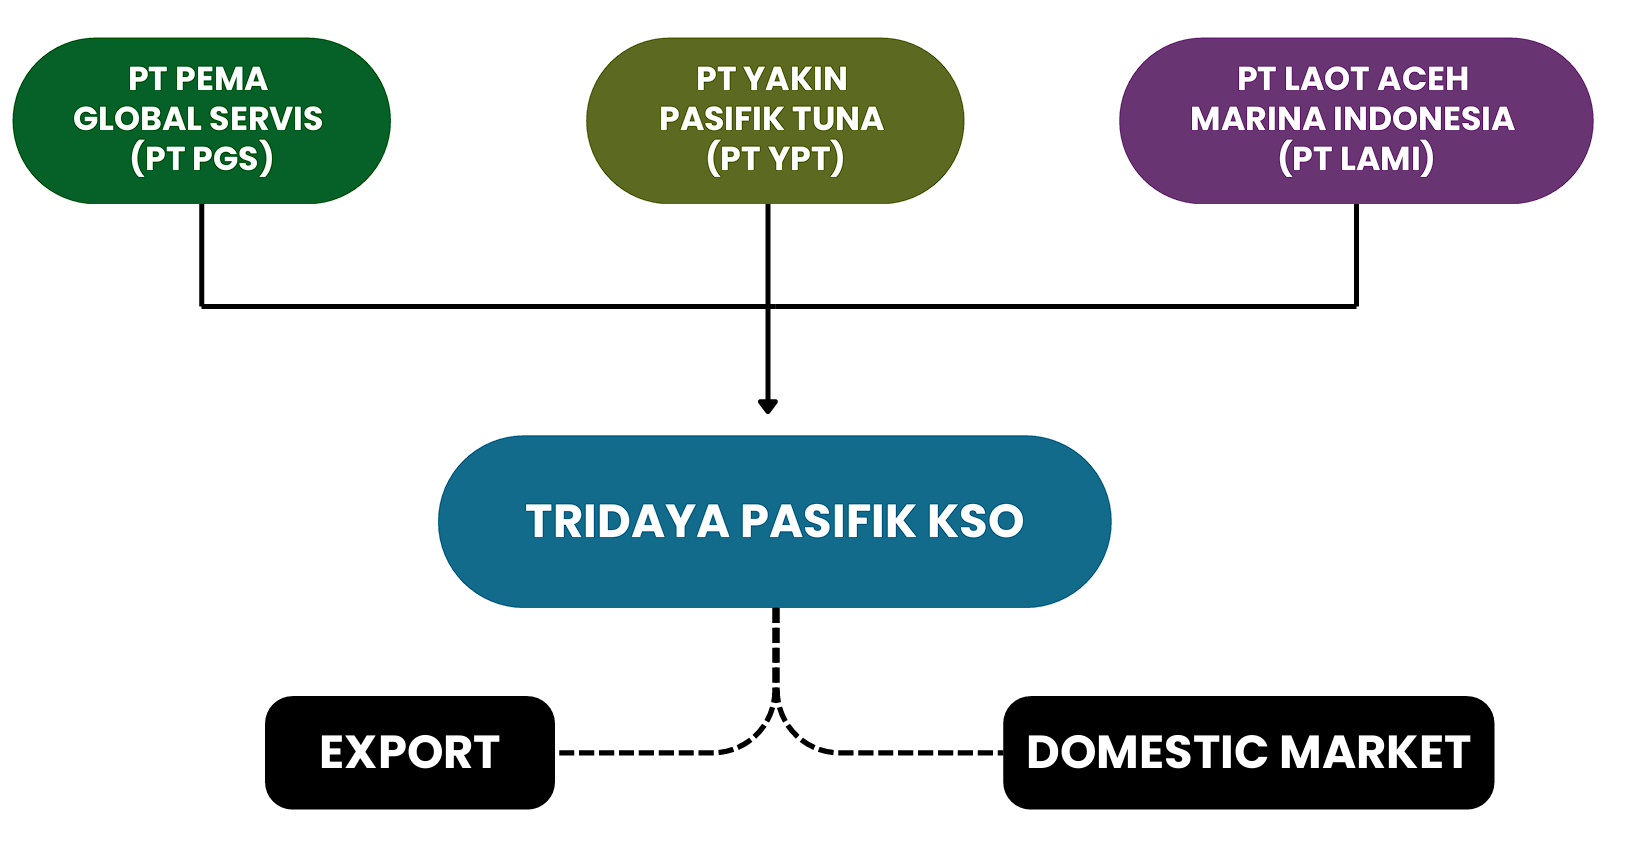 PT PEMA
GLOBAL SERVIS
(PT PGS)
PT YAKIN
PASIFIK TUNA
(PT YPT)
PT LAOT ACEH
MARINA INDONESIA
(PT LAMI)
TRIDAYA PASIFIK KSO
EXPORT
DOMESTIC MARKET